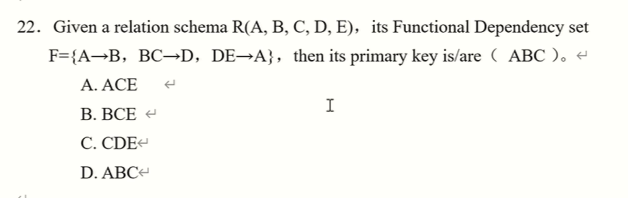 22．Given a relation schema R(A, B, C, D, E)，its Functional Dependency set
F={A→B，BC→D，DE→A}，then its primary key is/are（ ABC ）。↵
A. ACE ↵
B. BCE ↵
C. CDE↵
D. ABC↵